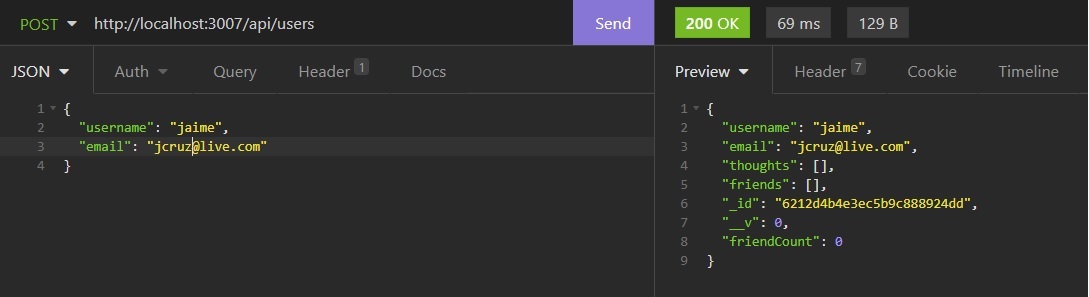 POST http://localhost:3007/api/users Send 200 OK 69 ms 129 B
JSON Auth Query Header 1 Docs Preview Header 7 Cookie Timeline
1 {
2 "username": "jaime",
3 "email": "jcruz@live.com"
4 }
1 {
2 "username": "jaime",
3 "email": "jcruz@live.com",
4 "thoughts": [],
5 "friends": [],
6 "_id": "6212d4b4e3ec5b9c888924dd",
7 "__v": 0,
8 "friendCount": 0
9 }